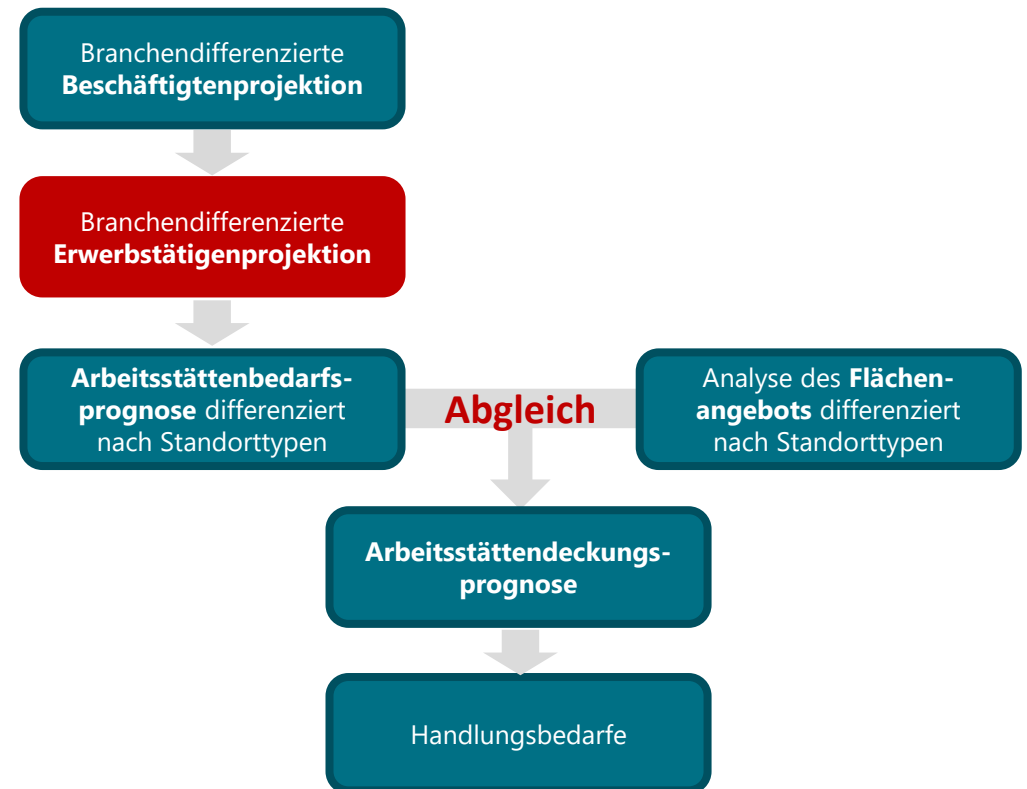 Branchendifferenzierte
Beschäftigtenprojektion
Branchendifferenzierte
Erwerbstätigenprojektion
Arbeitsstättenbedarfs-
prognose differenziert
nach Standorttypen
Abgleich
Analyse des Flächen-
angebots differenziert
nach Standorttypen
Arbeitsstättendeckungs-
prognose
Handlungsbedarfe